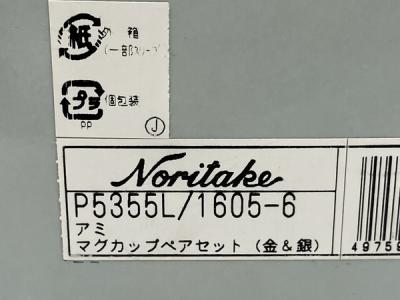 紙
箱
(一部スリーブ)
プラ
個包装
PP
J
Noritake
P5355L/1605-6
アミ
マグカップペアセット (金&銀)
49759